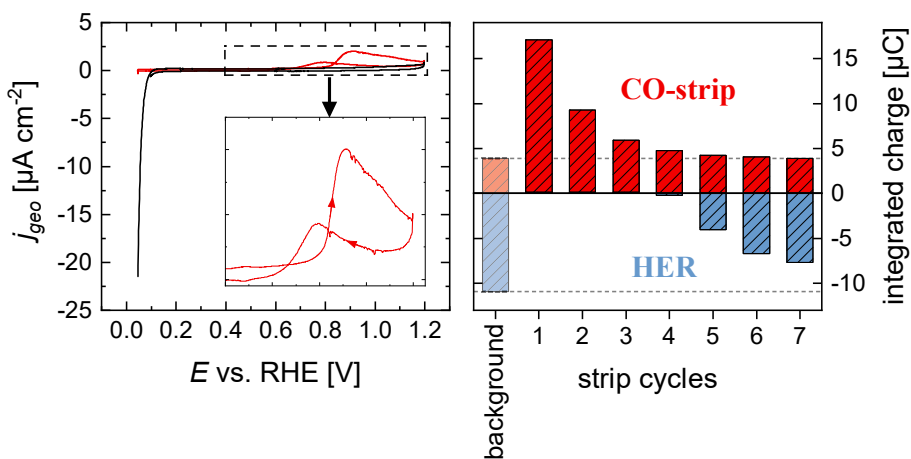 5
0
-5
-10
-15
-20
-25
j_geo [µA cm⁻²]
0.0 0.2 0.4 0.6 0.8 1.0 1.2
E vs. RHE [V]
CO-strip
HER
15
10
5
0
-5
-10
integrated charge [µC]
background 1 2 3 4 5 6 7
strip cycles